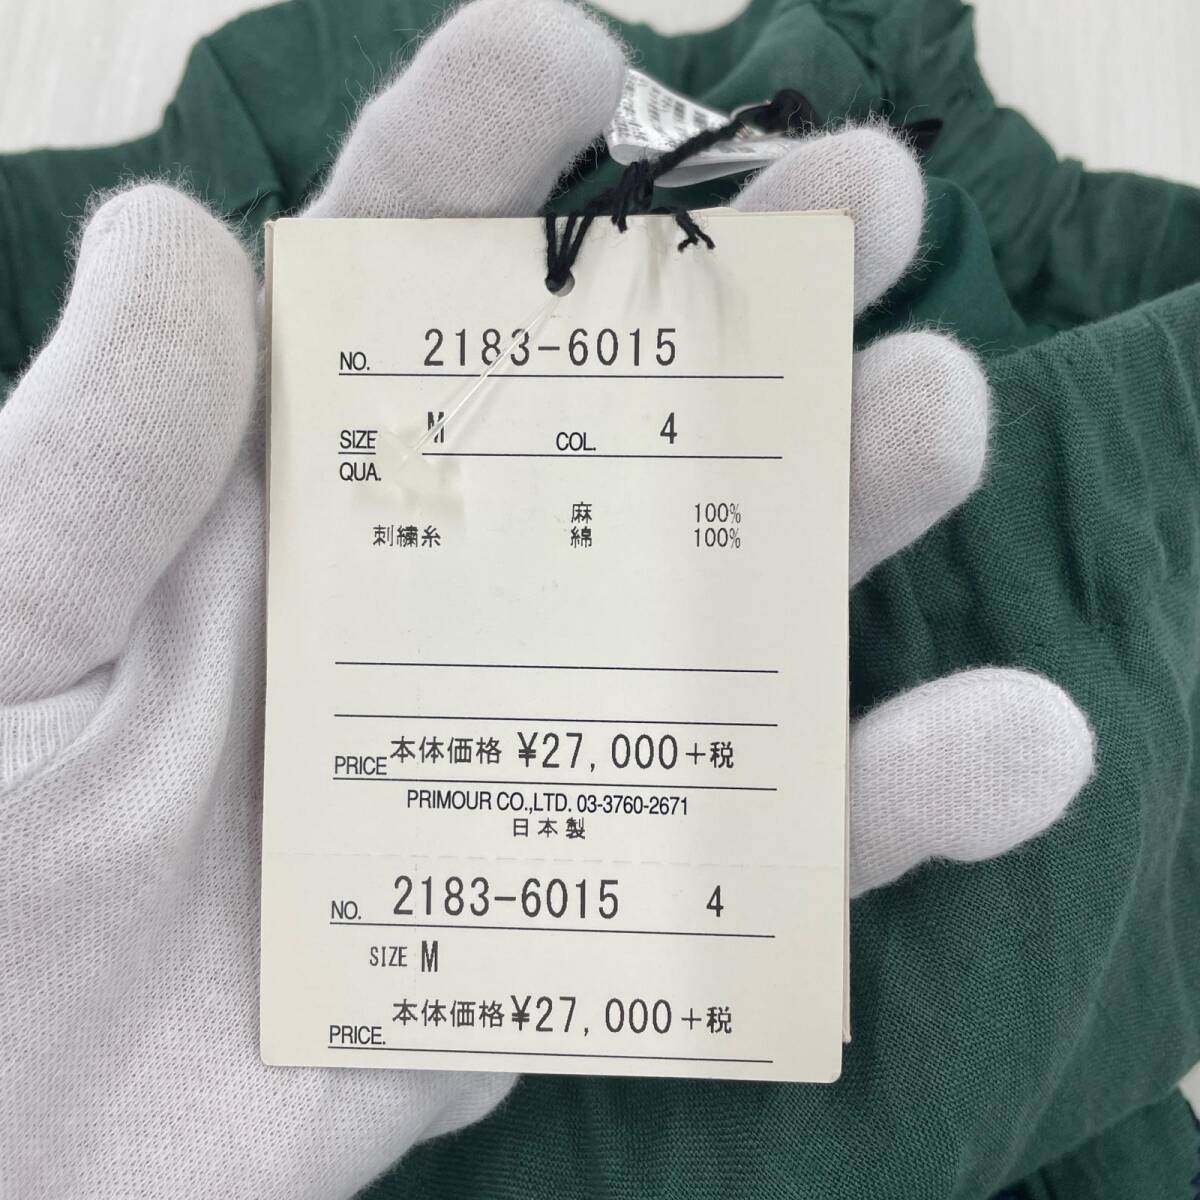 NO. 2183-6015
SIZE M COL. 4
QUA.
麻 100%
刺繍糸 綿 100%
PRICE 本体価格 ¥27,000+税
PRIMOUR CO.,LTD. 03-3760-2671
日本製
NO. 2183-6015 4
SIZE M
PRICE. 本体価格 ¥27,000+税